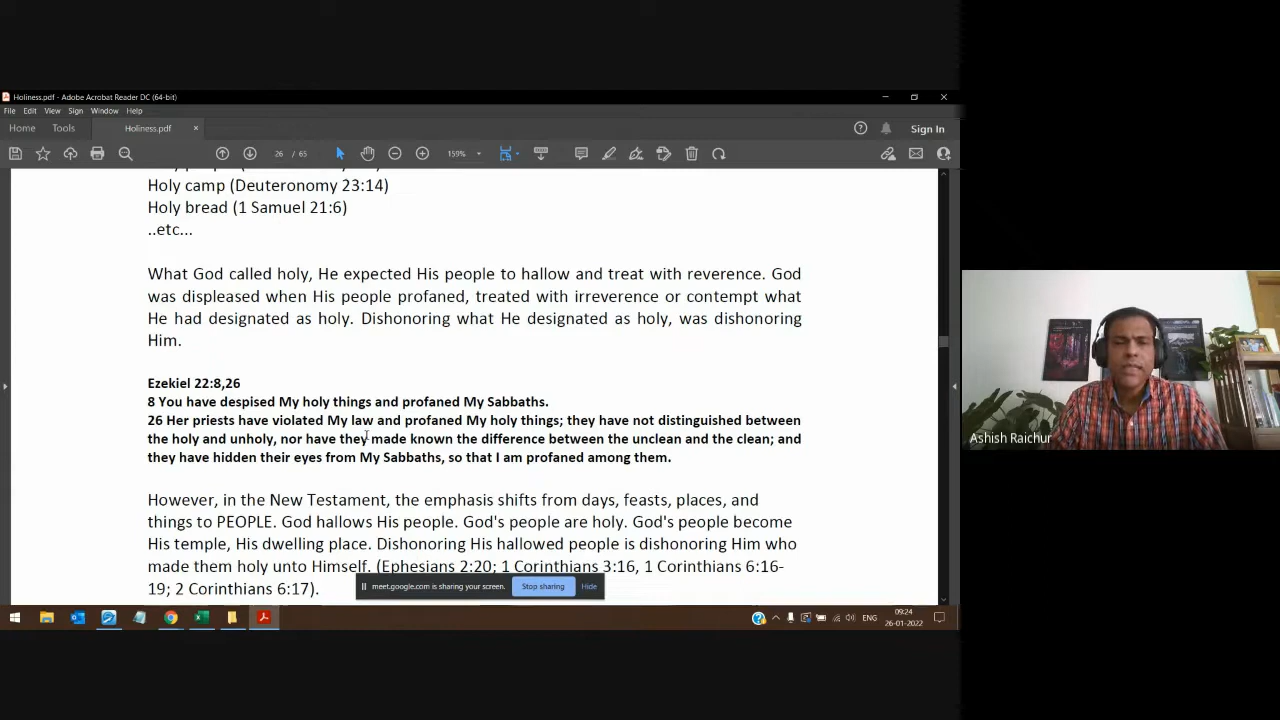 Holiness.pdf - Adobe Acrobat Reader DC (64-bit)
File Edit View Sign Window Help
Home Tools Holiness.pdf × Sign In
26 / 65 159%
Holy camp (Deuteronomy 23:14)
Holy bread (1 Samuel 21:6)
..etc...
What God called holy, He expected His people to hallow and treat with reverence. God
was displeased when His people profaned, treated with irreverence or contempt what
He had designated as holy. Dishonoring what He designated as holy, was dishonoring
Him.
Ezekiel 22:8,26
8 You have despised My holy things and profaned My Sabbaths.
26 Her priests have violated My law and profaned My holy things; they have not distinguished between
the holy and unholy, nor have they made known the difference between the unclean and the clean; and
they have hidden their eyes from My Sabbaths, so that I am profaned among them.
However, in the New Testament, the emphasis shifts from days, feasts, places, and
things to PEOPLE. God hallows His people. God's people are holy. God's people become
His temple, His dwelling place. Dishonoring His hallowed people is dishonoring Him who
made them holy unto Himself. (Ephesians 2:20; 1 Corinthians 3:16, 1 Corinthians 6:16-
19; 2 Corinthians 6:17).
meet.google.com is sharing your screen. Stop sharing Hide
ENG
09:24
26-01-2022
Ashish Raichur